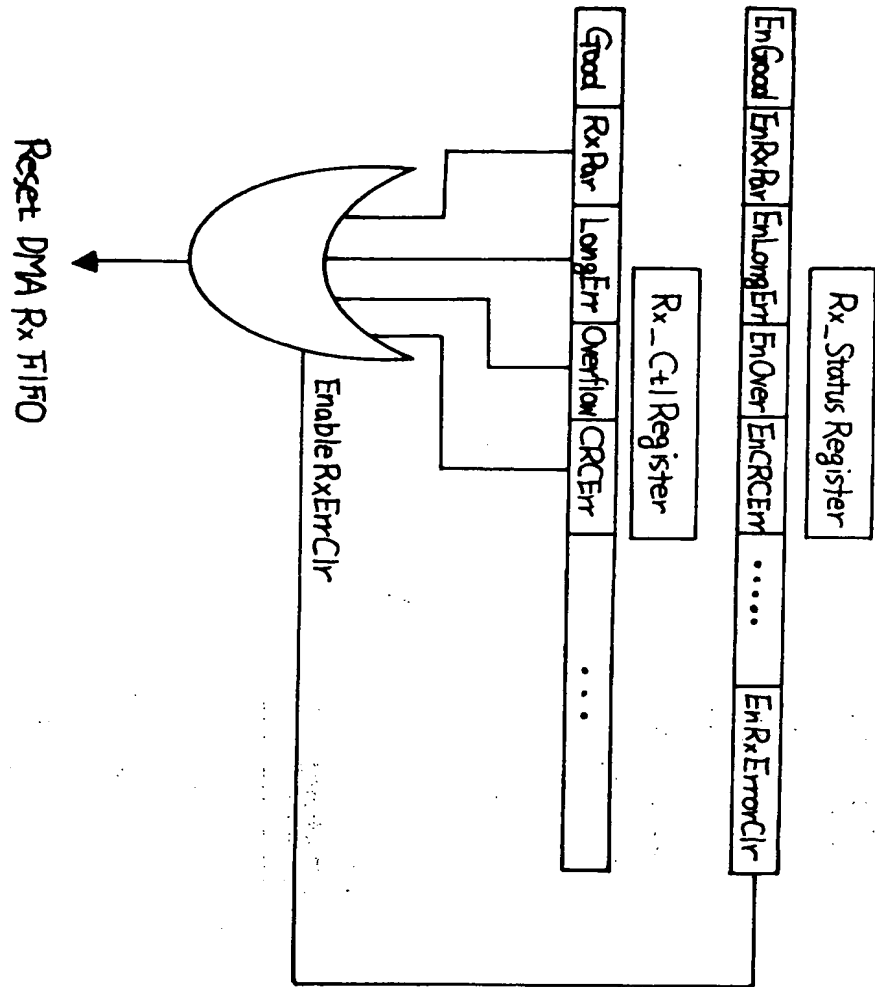 Rx_Status Register
EnGood EnRxPar EnLongErr EnOver EnCRCErr ..... EnRxErrorClr
Rx_Ctl Register
Good RxPar LongErr Overflow CRCErr ...
EnableRxErrClr
Reset DMA Rx FIFO